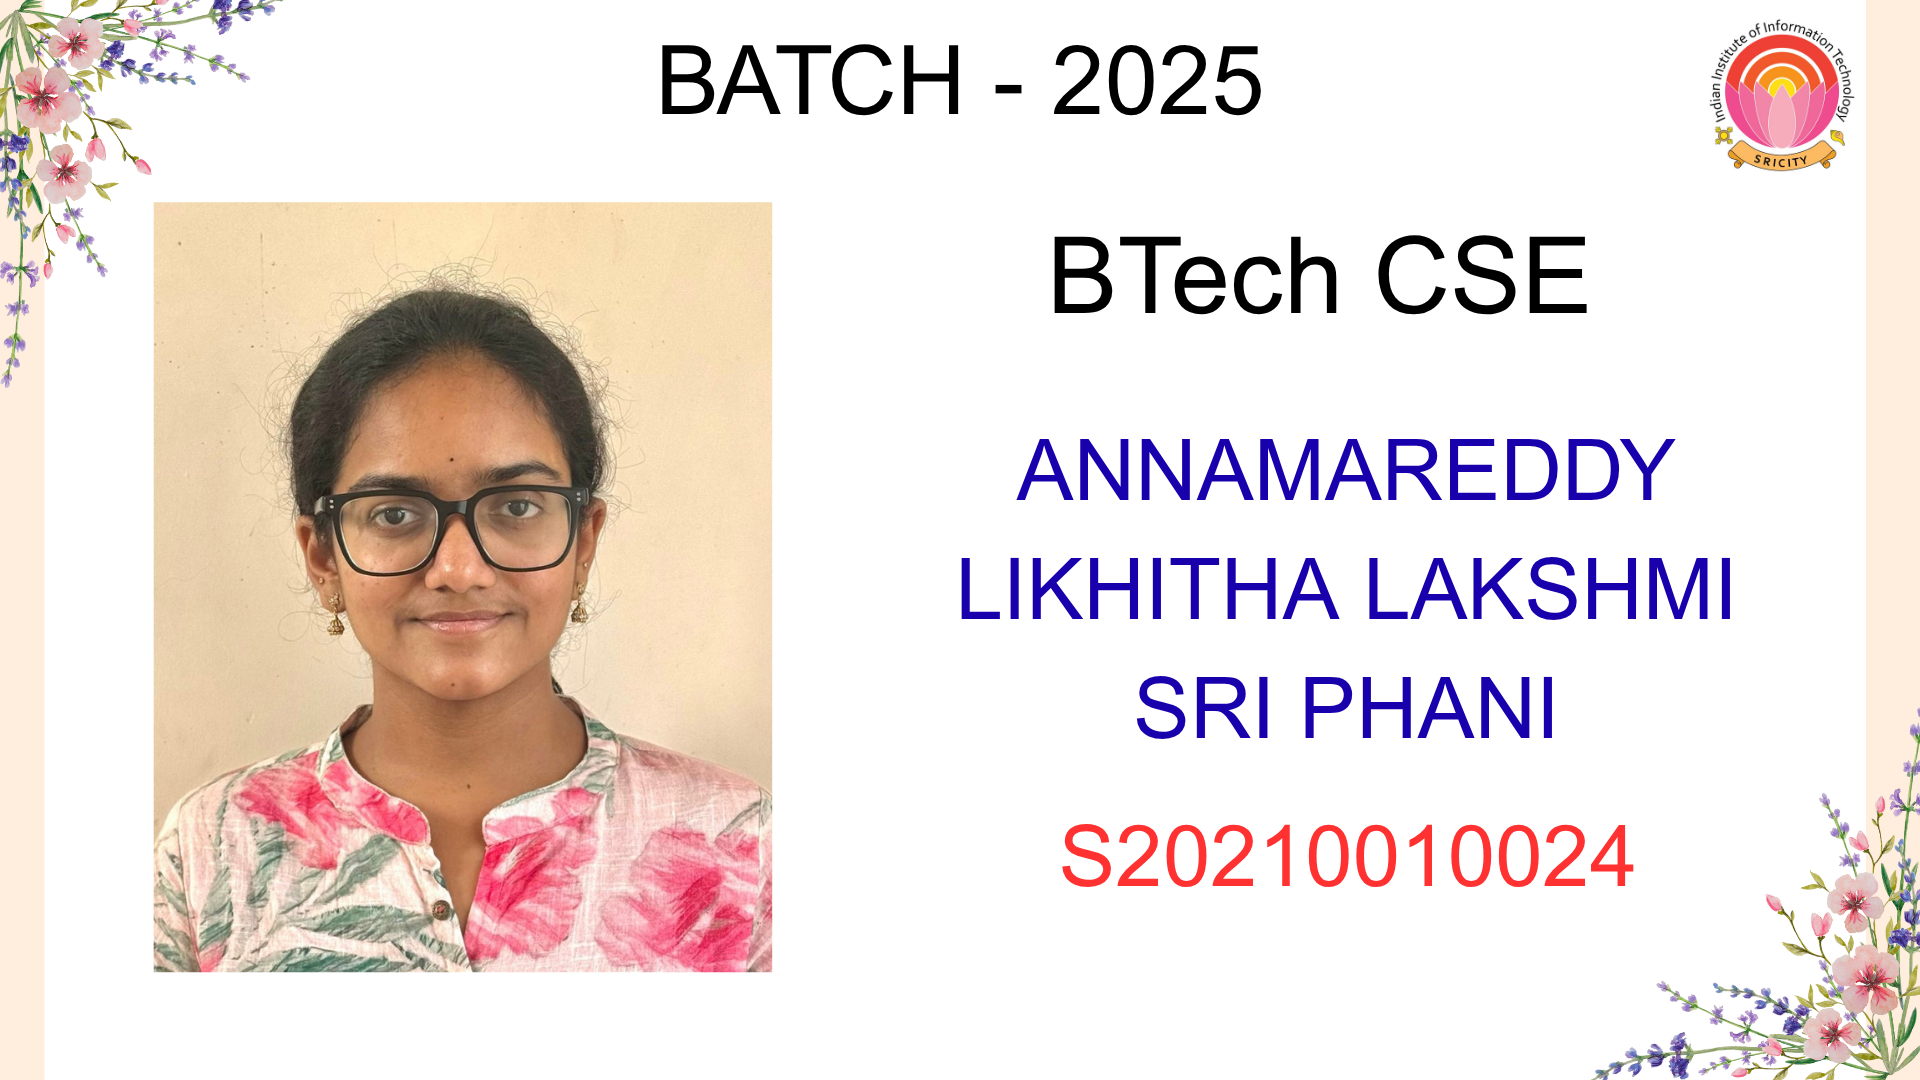 BATCH - 2025
Indian Institute of Information Technology
SRICITY
BTech CSE
ANNAMAREDDY
LIKHITHA LAKSHMI
SRI PHANI
S20210010024